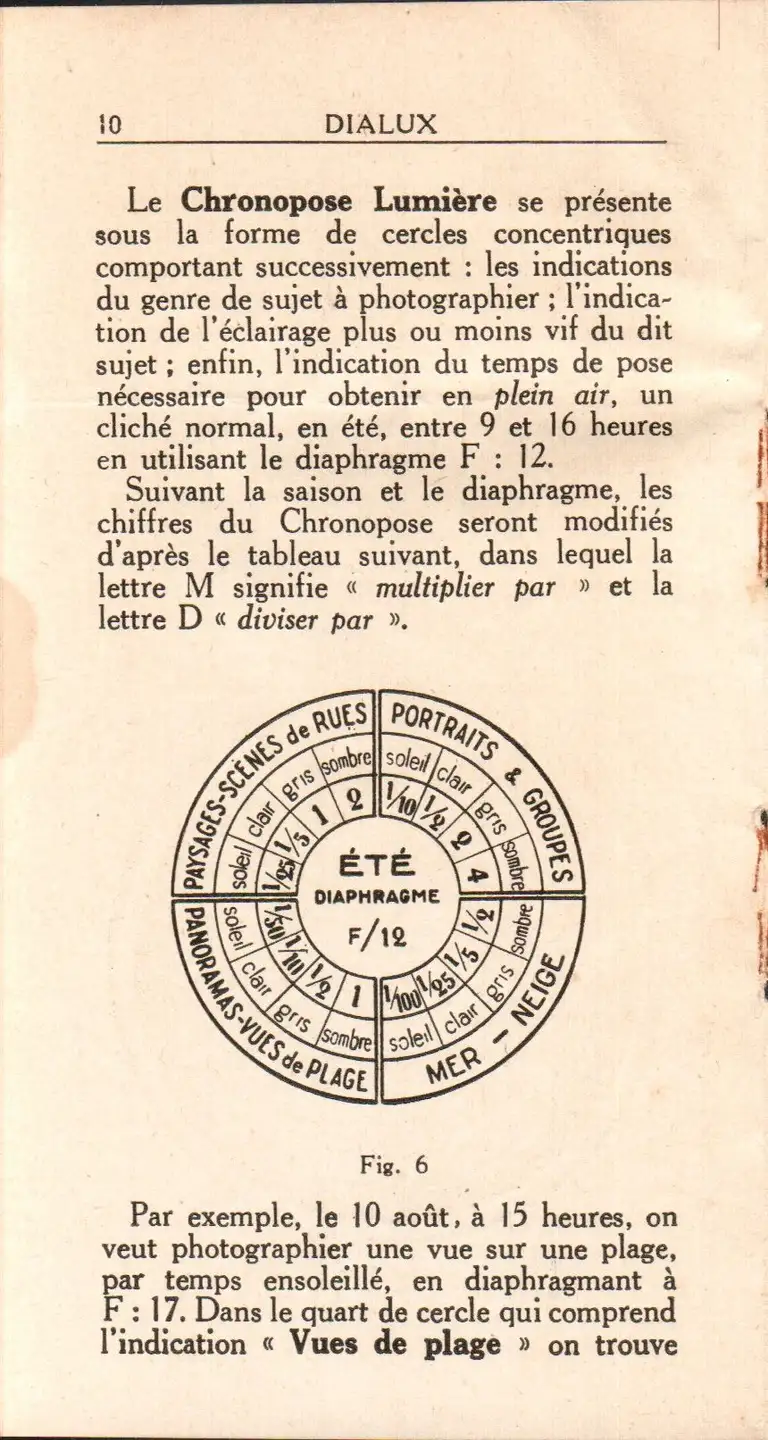 10 DIALUX
Le Chronopose Lumière se présente
sous la forme de cercles concentriques
comportant successivement : les indications
du genre de sujet à photographier ; l'indica-
tion de l'éclairage plus ou moins vif du dit
sujet ; enfin, l'indication du temps de pose
nécessaire pour obtenir en plein air, un
cliché normal, en été, entre 9 et 16 heures
en utilisant le diaphragme F : 12.
Suivant la saison et le diaphragme, les
chiffres du Chronopose seront modifiés
d'après le tableau suivant, dans lequel la
lettre M signifie « multiplier par » et la
lettre D « diviser par ».
PAYSAGES-SCÈNES de RUES
soleil clair gris sombre
1/25 1/5 1 2
PORTRAITS & GROUPES
soleil clair gris sombre
1/10 1/2 2 4
ÉTÉ
DIAPHRAGME
F/12
PANORAMAS-VUES de PLAGE
soleil clair gris sombre
1/50 1/10 1/2 1
MER - NEIGE
soleil clair gris sombre
1/100 1/25 1/5 1/2
Fig. 6
Par exemple, le 10 août, à 15 heures, on
veut photographier une vue sur une plage,
par temps ensoleillé, en diaphragmant à
F : 17. Dans le quart de cercle qui comprend
l'indication « Vues de plage » on trouve